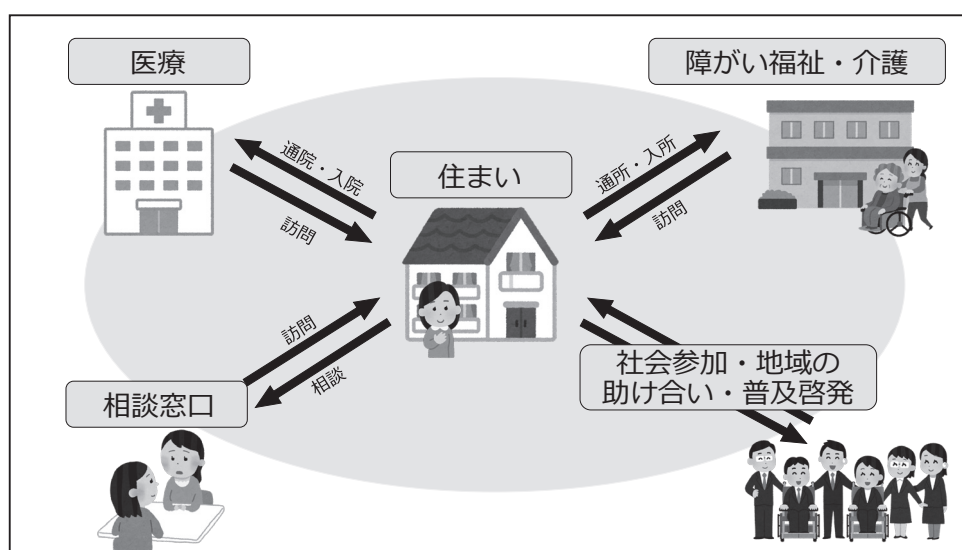 医療
障がい福祉・介護
通院・入院
訪問
住まい
通所・入所
訪問
訪問
相談
相談窓口
社会参加・地域の
助け合い・普及啓発